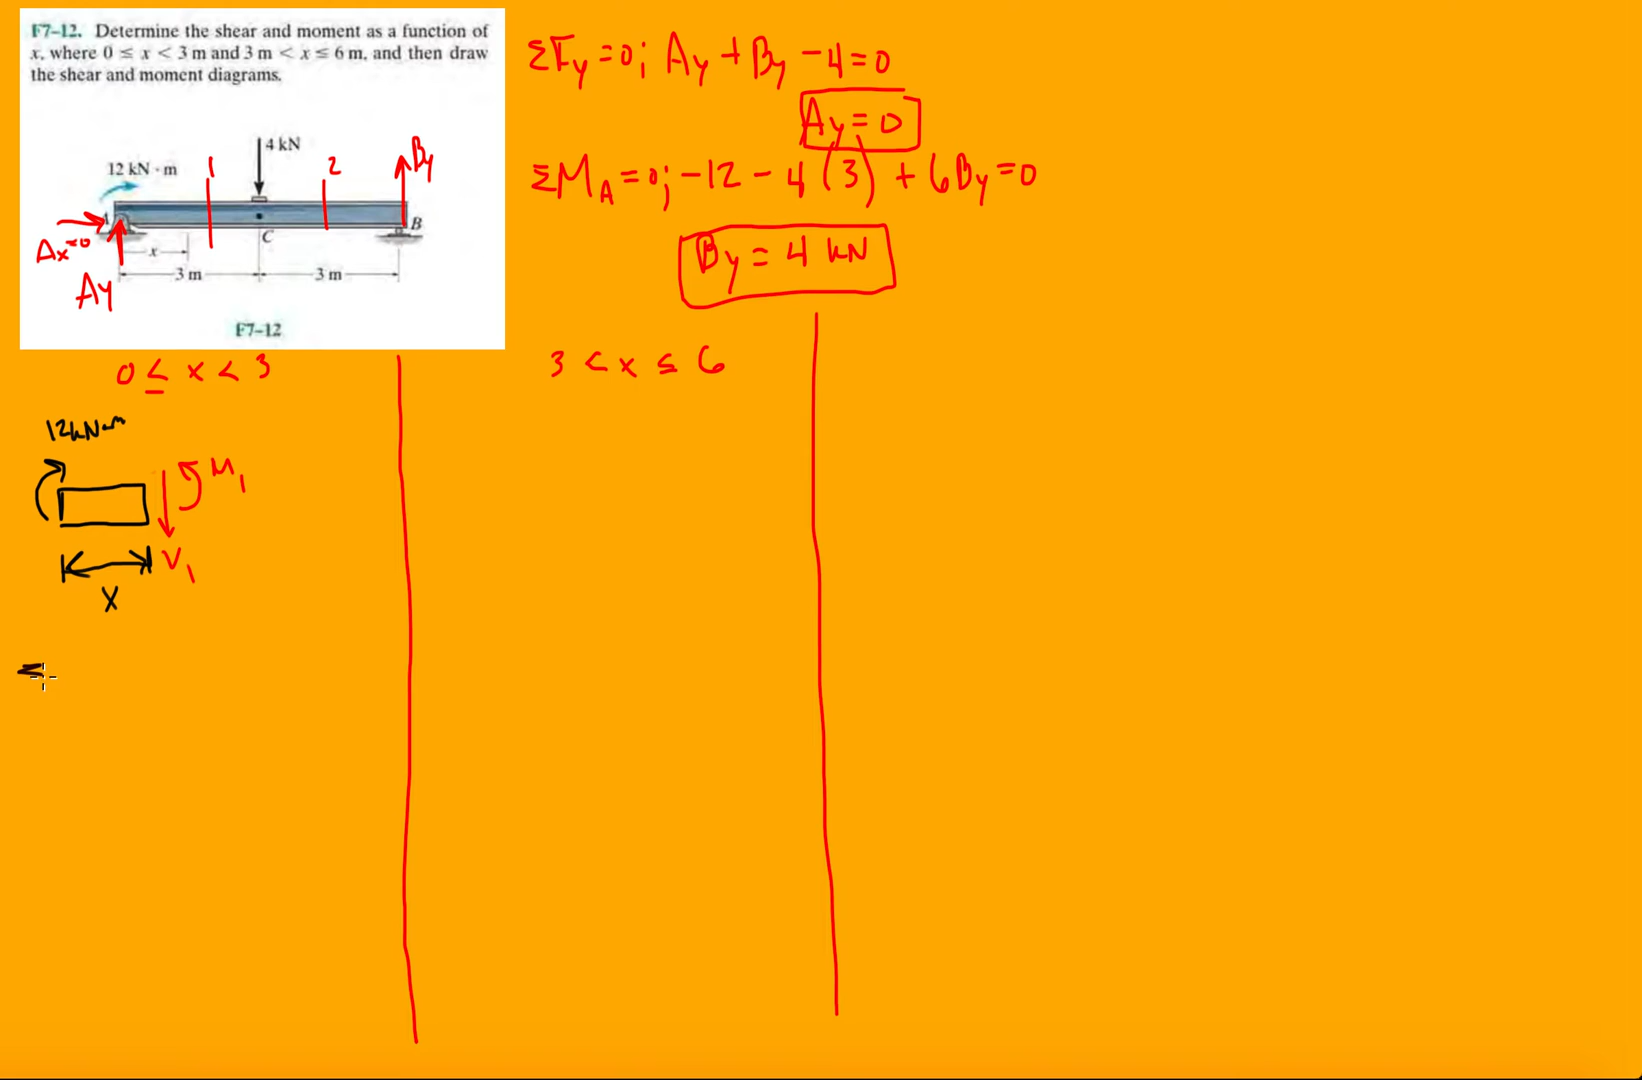 F7–12. Determine the shear and moment as a function of
x, where 0 ≤ x < 3 m and 3 m < x ≤ 6 m, and then draw
the shear and moment diagrams.
4 kN
12 kN · m
1
2
By
A
B
C
Ax=0
x
Ay
3 m
3 m
F7–12
ΣFy=0; Ay + By - 4 = 0
Ay = 0
ΣMA = 0; -12 - 4(3) + 6By = 0
By = 4 kN
0 ≤ x < 3
12kN·m
M1
V1
X
3 < x ≤ 6